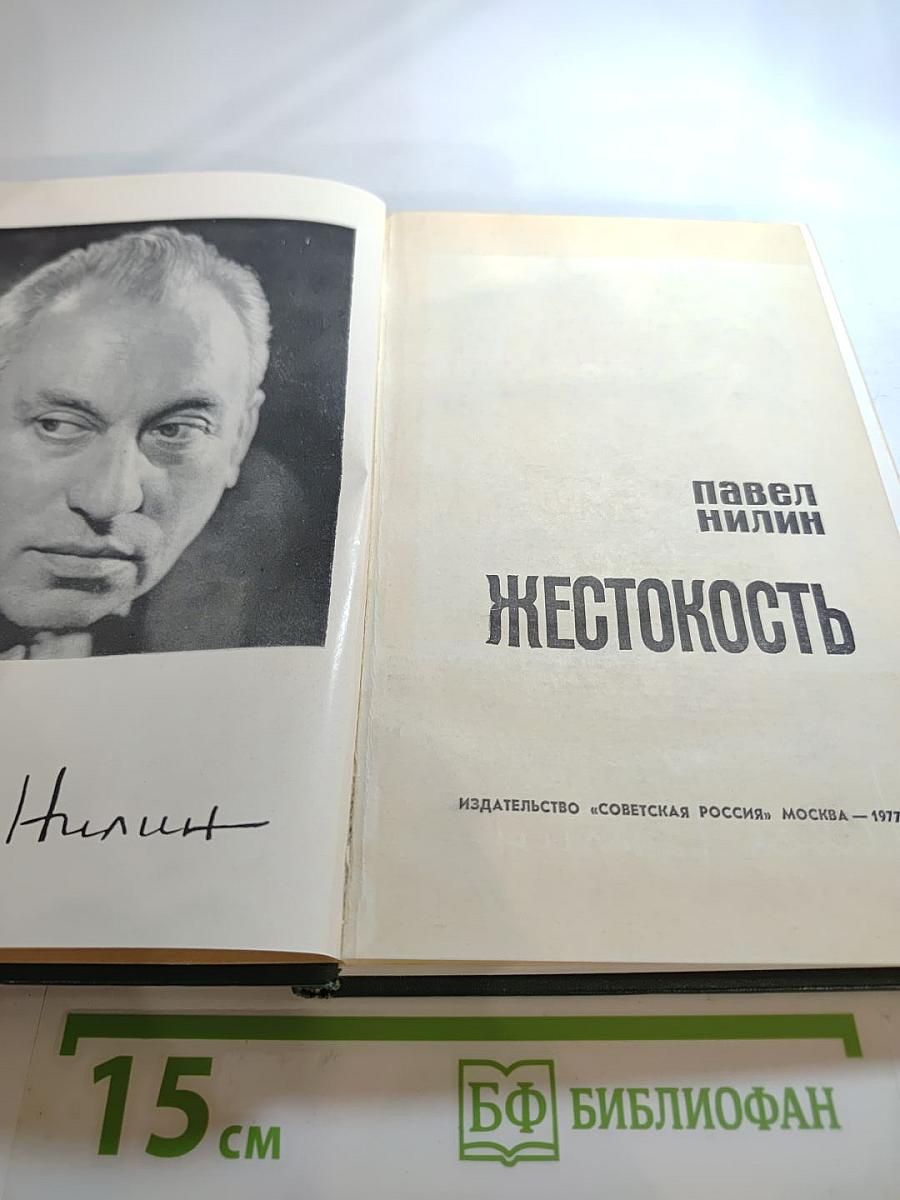 Нилин
павел
нилин
ЖЕСТОКОСТЬ
ИЗДАТЕЛЬСТВО «СОВЕТСКАЯ РОССИЯ» МОСКВА — 1977
15 см
БФ БИБЛИОФАН